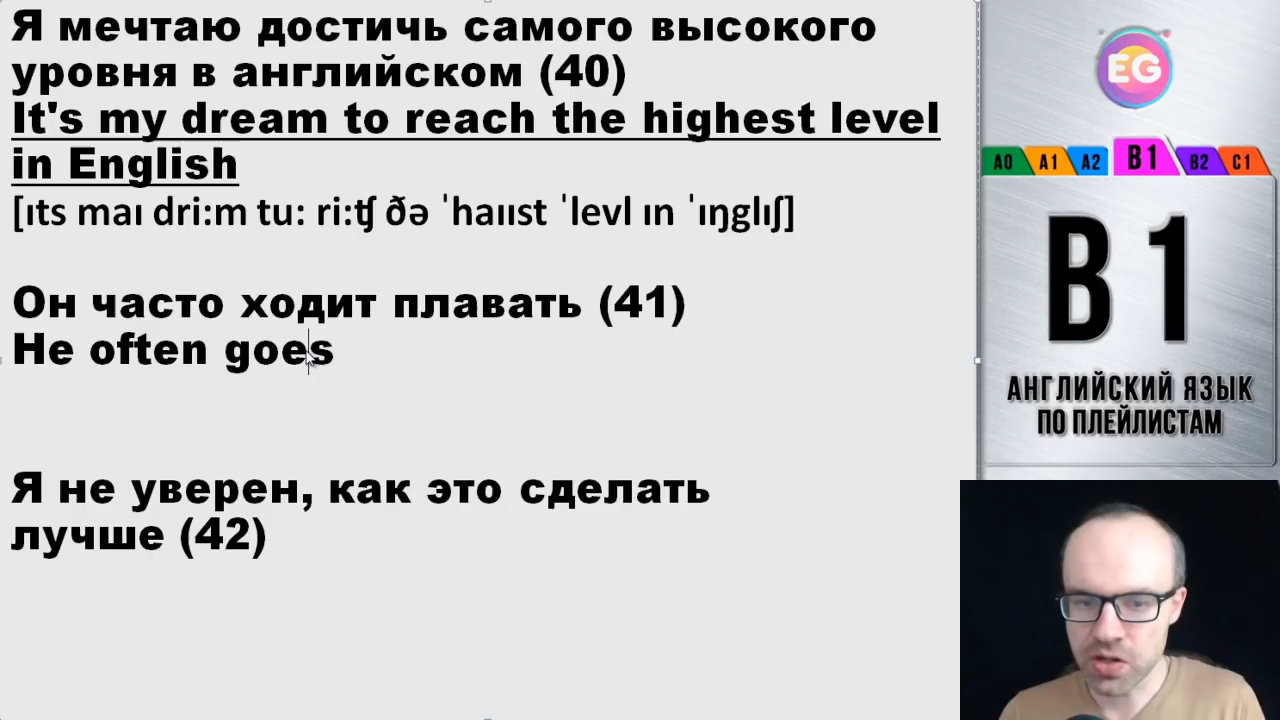 Я мечтаю достичь самого высокого
уровня в английском (40)
It's my dream to reach the highest level
in English
[ɪts maɪ dri:m tu: ri:ʧ ðə ˈhaɪɪst ˈlevl ɪn ˈɪŋglɪʃ]
Он часто ходит плавать (41)
He often goes
Я не уверен, как это сделать
лучше (42)
EG
A0 A1 A2 B1 B2 C1
B 1
АНГЛИЙСКИЙ ЯЗЫК
ПО ПЛЕЙЛИСТАМ